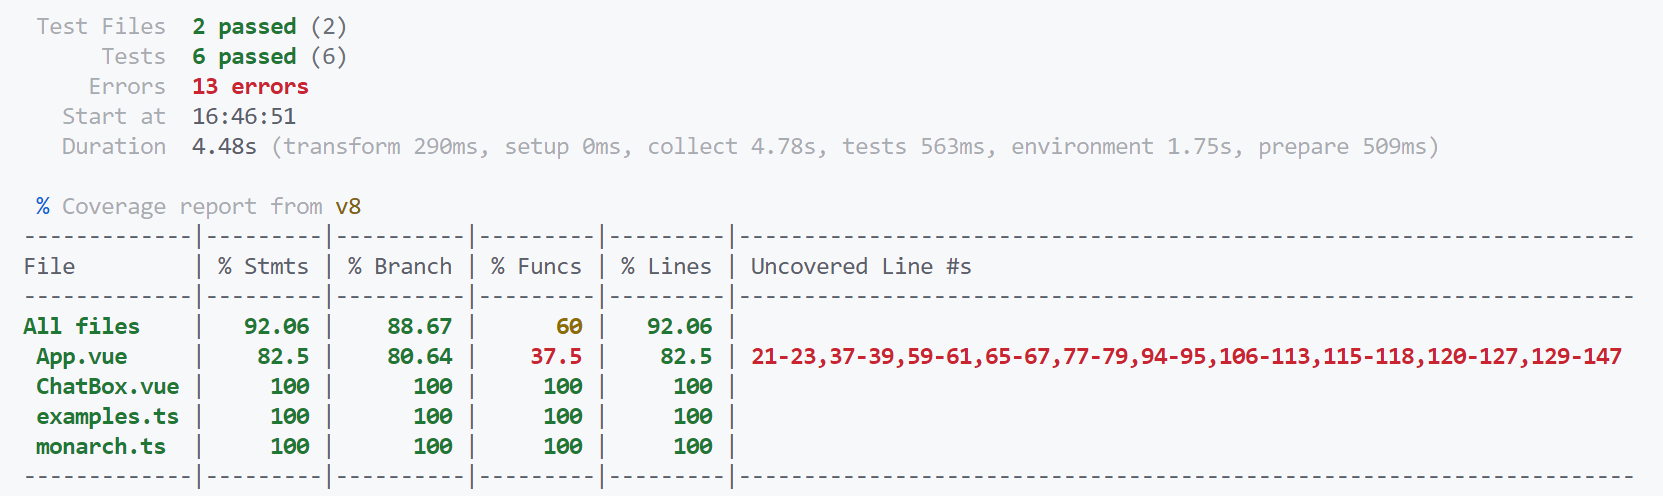 Test Files  2 passed (2)
     Tests  6 passed (6)
    Errors  13 errors
  Start at  16:46:51
  Duration  4.48s (transform 290ms, setup 0ms, collect 4.78s, tests 563ms, environment 1.75s, prepare 509ms)
% Coverage report from v8
-------------|---------|----------|---------|---------|---------------------------------------------------------------------
File         | % Stmts | % Branch | % Funcs | % Lines | Uncovered Line #s
-------------|---------|----------|---------|---------|---------------------------------------------------------------------
All files    |   92.06 |    88.67 |      60 |   92.06 |
 App.vue     |    82.5 |    80.64 |    37.5 |    82.5 | 21-23,37-39,59-61,65-67,77-79,94-95,106-113,115-118,120-127,129-147
 ChatBox.vue |     100 |      100 |     100 |     100 |
 examples.ts |     100 |      100 |     100 |     100 |
 monarch.ts  |     100 |      100 |     100 |     100 |
-------------|---------|----------|---------|---------|---------------------------------------------------------------------